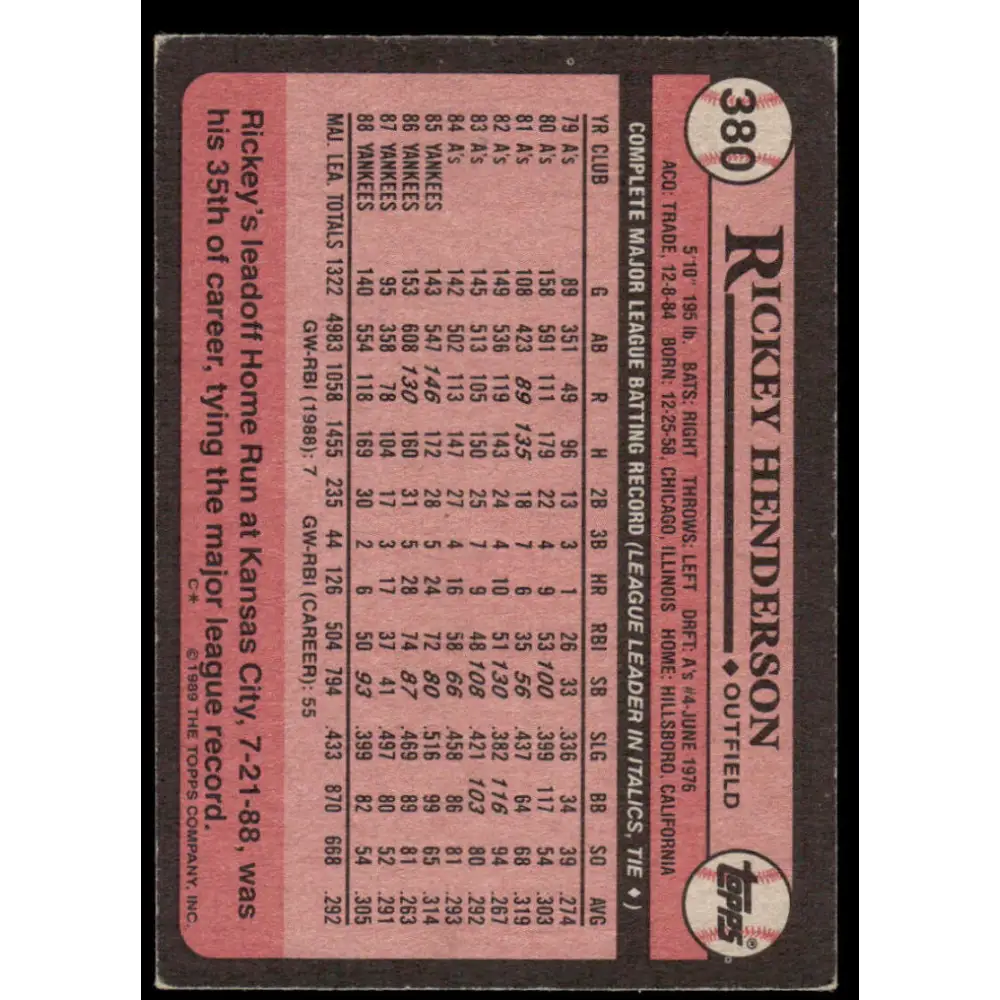 380
RICKEY HENDERSON ♦ OUTFIELD
topps®
5'10" 195 lb. BATS: RIGHT THROWS: LEFT DRFT: A's #4-JUNE 1976
ACQ: TRADE, 12-8-84 BORN: 12-25-58, CHICAGO, ILLINOIS HOME: HILLSBORO, CALIFORNIA
COMPLETE MAJOR LEAGUE BATTING RECORD (LEAGUE LEADER IN ITALICS, TIE ♦)
YR CLUB G AB R H 2B 3B HR RBI SB SLG BB SO AVG
79 A's 89 351 49 96 13 3 1 26 33 .336 34 39 .274
80 A's 158 591 111 179 22 4 9 53 100 .399 117 54 .303
81 A's 108 423 89 135 18 7 6 35 56 .437 64 68 .319
82 A's 149 536 119 143 24 4 10 51 130 .382 116 94 .267
83 A's 145 513 105 150 25 7 9 48 108 .421 103 80 .292
84 A's 142 502 113 147 27 4 16 58 66 .458 86 81 .293
85 YANKEES 143 547 146 172 28 5 24 72 80 .516 99 65 .314
86 YANKEES 153 608 130 160 31 5 28 74 87 .469 89 81 .263
87 YANKEES 95 358 78 104 17 3 17 37 41 .497 80 52 .291
88 YANKEES 140 554 118 169 30 2 6 50 93 .399 82 54 .305
MAJ. LEA. TOTALS 1322 4983 1058 1455 235 44 126 504 794 .433 870 668 .292
GW-RBI (1988): 7 GW-RBI (CAREER): 55
Rickey's leadoff Home Run at Kansas City, 7-21-88, was
his 35th of career, tying the major league record.
C* ©1989 THE TOPPS COMPANY, INC.